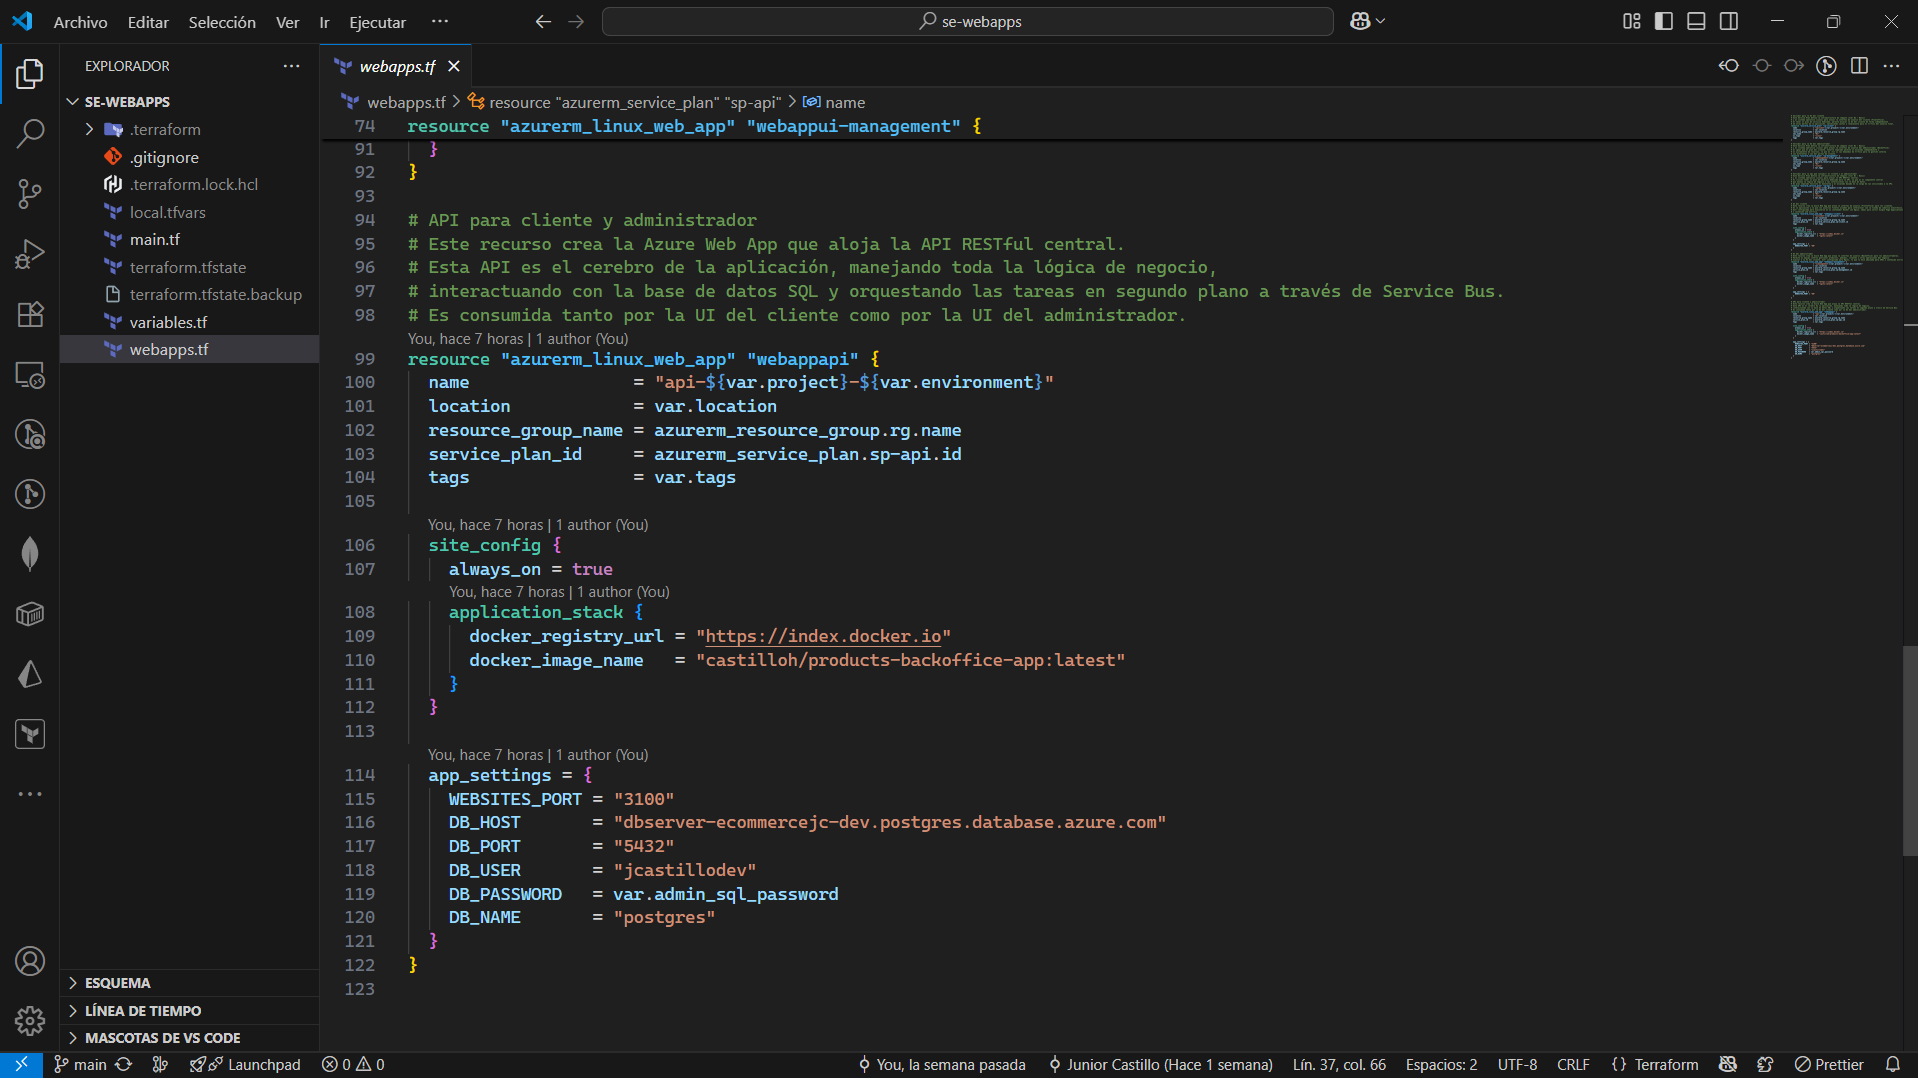 Archivo Editar Selección Ver Ir Ejecutar ···
se-webapps
EXPLORADOR
SE-WEBAPPS
.terraform
.gitignore
.terraform.lock.hcl
local.tfvars
main.tf
terraform.tfstate
terraform.tfstate.backup
variables.tf
webapps.tf
ESQUEMA
LÍNEA DE TIEMPO
MASCOTAS DE VS CODE
webapps.tf
webapps.tf > resource "azurerm_service_plan" "sp-api" > name
74 resource "azurerm_linux_web_app" "webappui-management" {
91 }
92 }
93
94 # API para cliente y administrador
95 # Este recurso crea la Azure Web App que aloja la API RESTful central.
96 # Esta API es el cerebro de la aplicación, manejando toda la lógica de negocio,
97 # interactuando con la base de datos SQL y orquestando las tareas en segundo plano a través de Service Bus.
98 # Es consumida tanto por la UI del cliente como por la UI del administrador.
You, hace 7 horas | 1 author (You)
99 resource "azurerm_linux_web_app" "webappapi" {
100 name = "api-${var.project}-${var.environment}"
101 location = var.location
102 resource_group_name = azurerm_resource_group.rg.name
103 service_plan_id = azurerm_service_plan.sp-api.id
104 tags = var.tags
105
You, hace 7 horas | 1 author (You)
106 site_config {
107 always_on = true
You, hace 7 horas | 1 author (You)
108 application_stack {
109 docker_registry_url = "https://index.docker.io"
110 docker_image_name = "castilloh/products-backoffice-app:latest"
111 }
112 }
113
You, hace 7 horas | 1 author (You)
114 app_settings = {
115 WEBSITES_PORT = "3100"
116 DB_HOST = "dbserver-ecommercejc-dev.postgres.database.azure.com"
117 DB_PORT = "5432"
118 DB_USER = "jcastillodev"
119 DB_PASSWORD = var.admin_sql_password
120 DB_NAME = "postgres"
121 }
122 }
123
main Launchpad 0 0 You, la semana pasada Junior Castillo (Hace 1 semana) Lín. 37, col. 66 Espacios: 2 UTF-8 CRLF {} Terraform Prettier